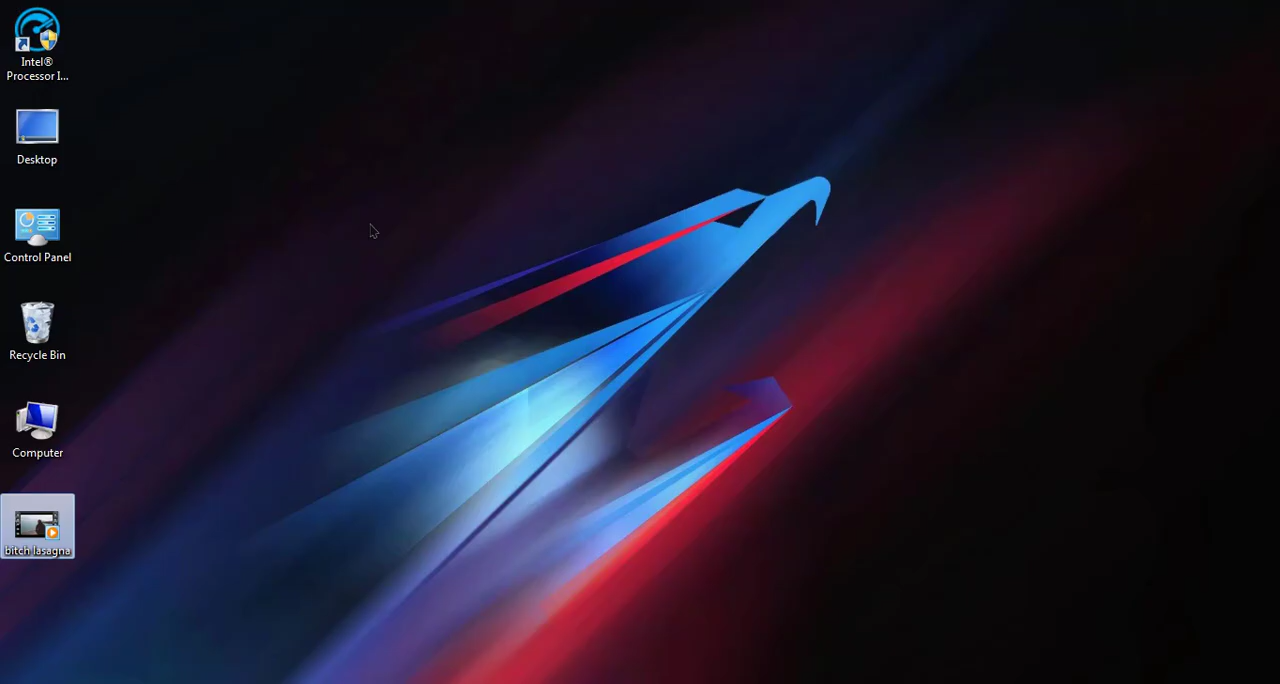 Intel®
Processor I...
Desktop
Control Panel
Recycle Bin
Computer
bitch lasagna